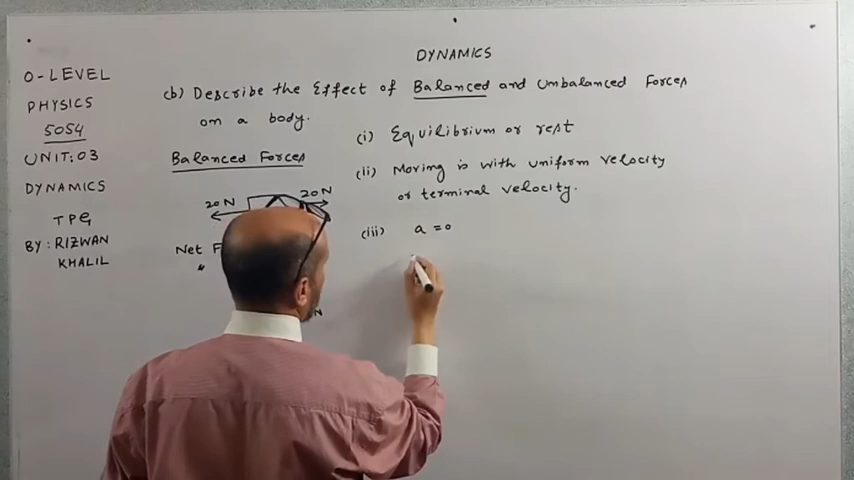 DYNAMICS
O-LEVEL
PHYSICS
5054
UNIT:03
DYNAMICS
TPG
BY: RIZWAN
KHALIL
(b) Describe the Effect of Balanced and Unbalanced Forces
on a body.
Balanced Forces
20 N 20 N
Net F
N
(i) Equilibrium or rest
(ii) Moving is with uniform velocity
or terminal velocity.
(iii) a = 0